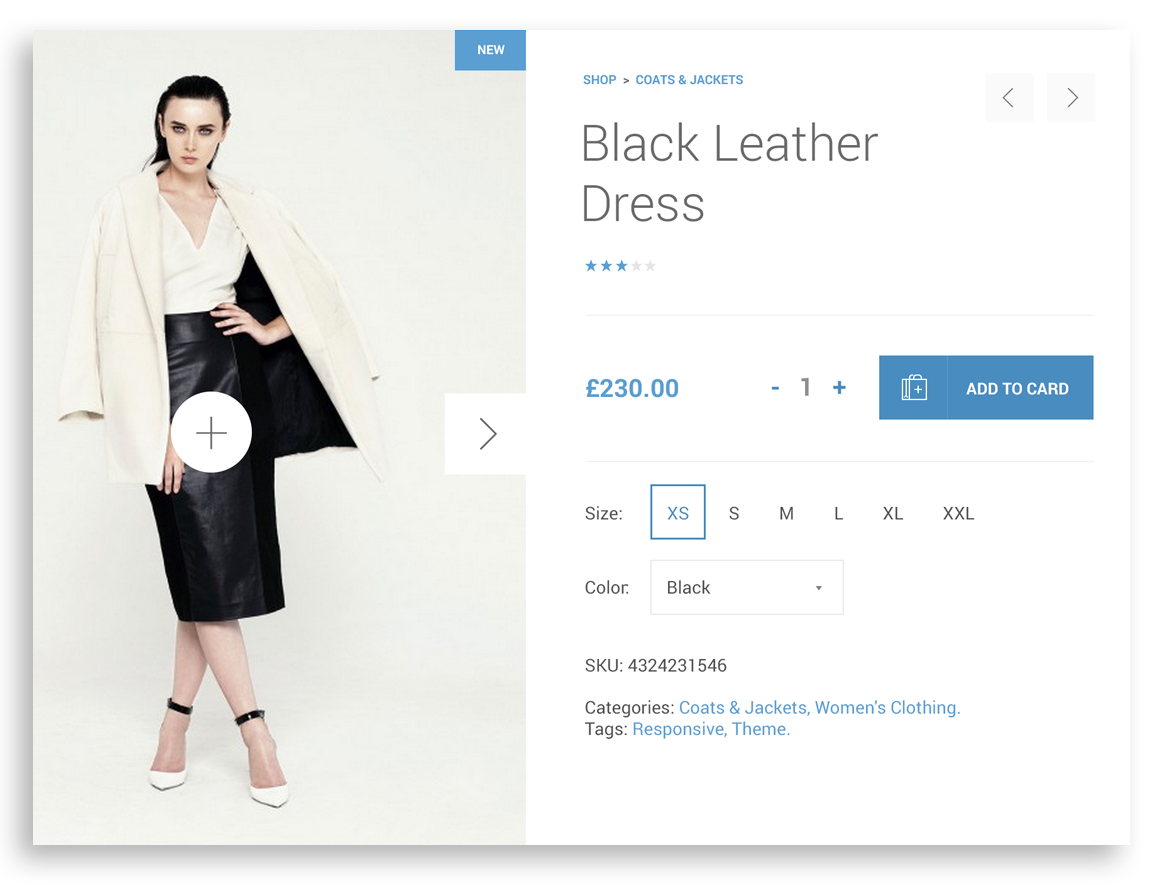 NEW
SHOP > COATS & JACKETS
Black Leather
Dress
£230.00
- 1 +
ADD TO CARD
Size: XS S M L XL XXL
Color: Black
SKU: 4324231546
Categories: Coats & Jackets, Women's Clothing.
Tags: Responsive, Theme.